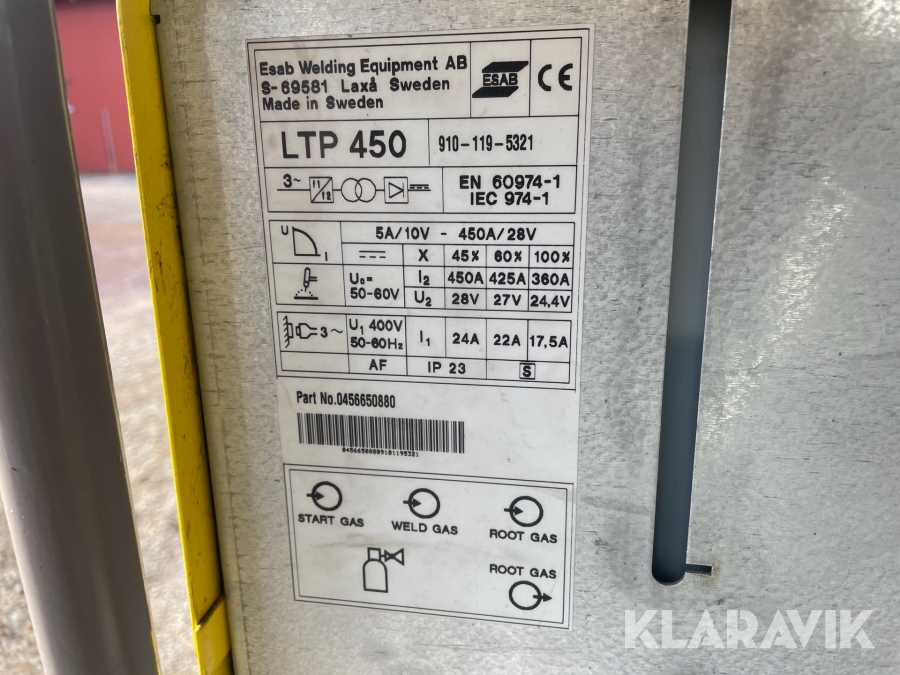 Esab Welding Equipment AB
S-69581 Laxå Sweden
Made in Sweden
ESAB
CE
LTP 450
910-119-5321
3~
f1
f2
EN 60974-1
IEC 974-1
U
I
5A/10V - 450A/28V
X 45% 60% 100%
U₀=
50-60V
I₂ 450A 425A 360A
U₂ 28V 27V 24,4V
3~
U₁ 400V
50-60Hz
I₁ 24A 22A 17,5A
AF IP 23 S
Part No.0456650880
04566508809101195321
START GAS
WELD GAS
ROOT GAS
ROOT GAS
KLARAVIK